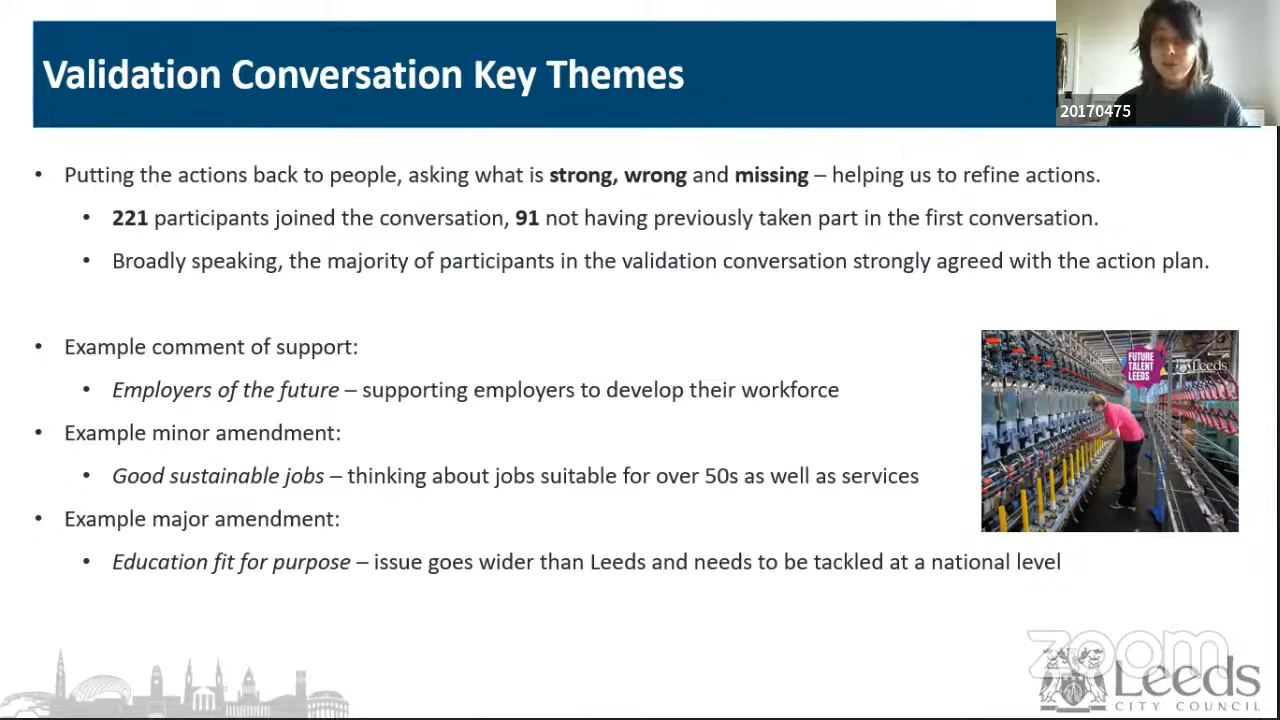 Validation Conversation Key Themes
20170475
• Putting the actions back to people, asking what is strong, wrong and missing – helping us to refine actions.
• 221 participants joined the conversation, 91 not having previously taken part in the first conversation.
• Broadly speaking, the majority of participants in the validation conversation strongly agreed with the action plan.
• Example comment of support:
• Employers of the future – supporting employers to develop their workforce
• Example minor amendment:
• Good sustainable jobs – thinking about jobs suitable for over 50s as well as services
• Example major amendment:
• Education fit for purpose – issue goes wider than Leeds and needs to be tackled at a national level
FUTURE
TALENT
LEEDS
Leeds
zoom
Leeds
CITY COUNCIL